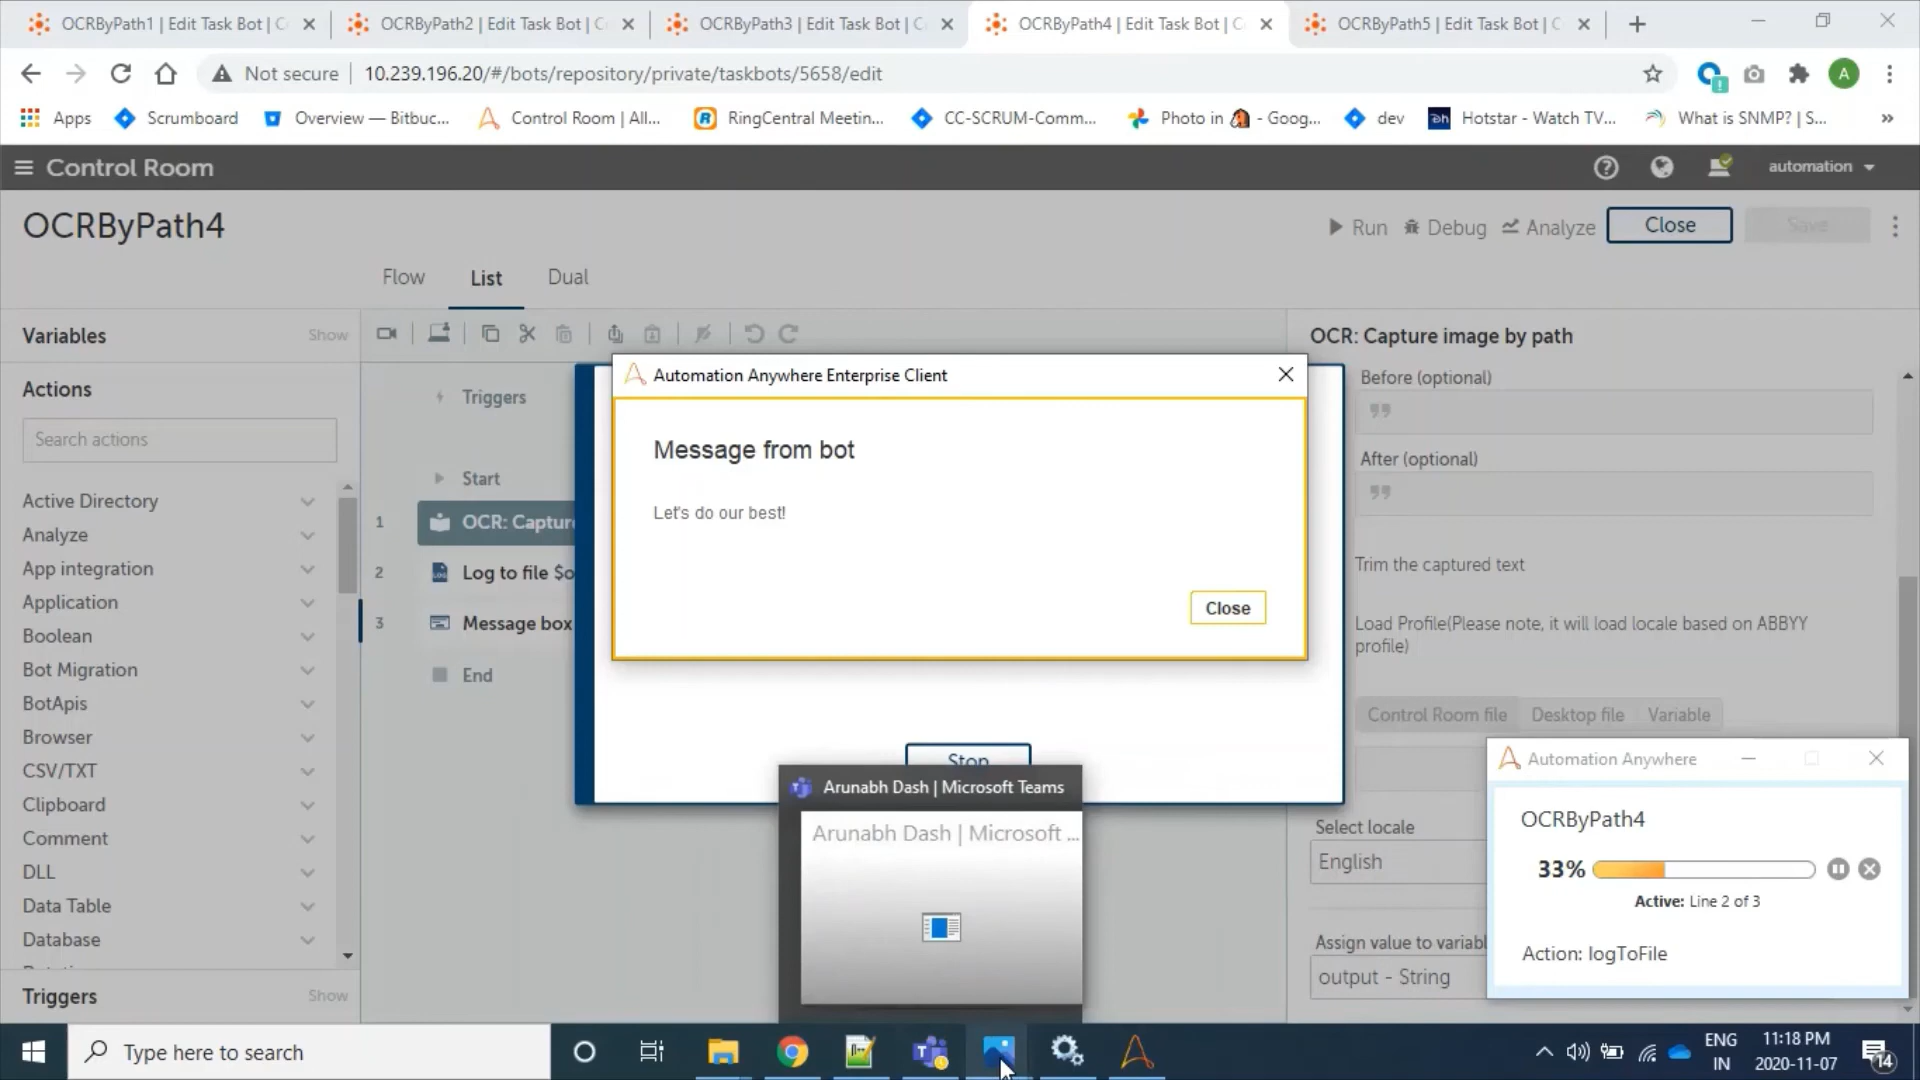 OCRByPath1 | Edit Task Bot | C
OCRByPath2 | Edit Task Bot | C
OCRByPath3 | Edit Task Bot | C
OCRByPath4 | Edit Task Bot | C
OCRByPath5 | Edit Task Bot | C
Not secure
10.239.196.20/#/bots/repository/private/taskbots/5658/edit
A
Apps
Scrumboard
Overview — Bitbuc...
Control Room | All...
RingCentral Meetin...
CC-SCRUM-Comm...
Photo in - Goog...
dev
Hotstar - Watch TV...
What is SNMP? | S...
Control Room
automation
OCRByPath4
Run
Debug
Analyze
Close
Save
Flow
List
Dual
Variables
Show
Actions
Search actions
Active Directory
Analyze
App integration
Application
Boolean
Bot Migration
BotApis
Browser
CSV/TXT
Clipboard
Comment
DLL
Data Table
Database
Triggers
Show
Triggers
Start
1 OCR: Captur
2 Log to file $o
3 Message box
End
Automation Anywhere Enterprise Client
Message from bot
Let's do our best!
Close
Stop
Arunabh Dash | Microsoft Teams
Arunabh Dash | Microsoft ...
OCR: Capture image by path
Before (optional)
After (optional)
Trim the captured text
Load Profile(Please note, it will load locale based on ABBYY
profile)
Control Room file
Desktop file
Variable
Select locale
English
Assign value to variabl
output - String
Automation Anywhere
OCRByPath4
33%
Active: Line 2 of 3
Action: logToFile
Type here to search
ENG
IN
11:18 PM
2020-11-07
14